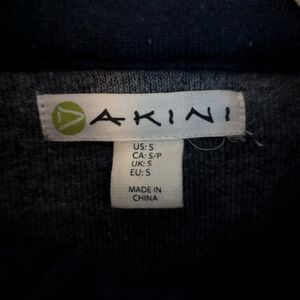 AKINI
US: S
CA: S/P
UK: S
EU: S
MADE IN
CHINA